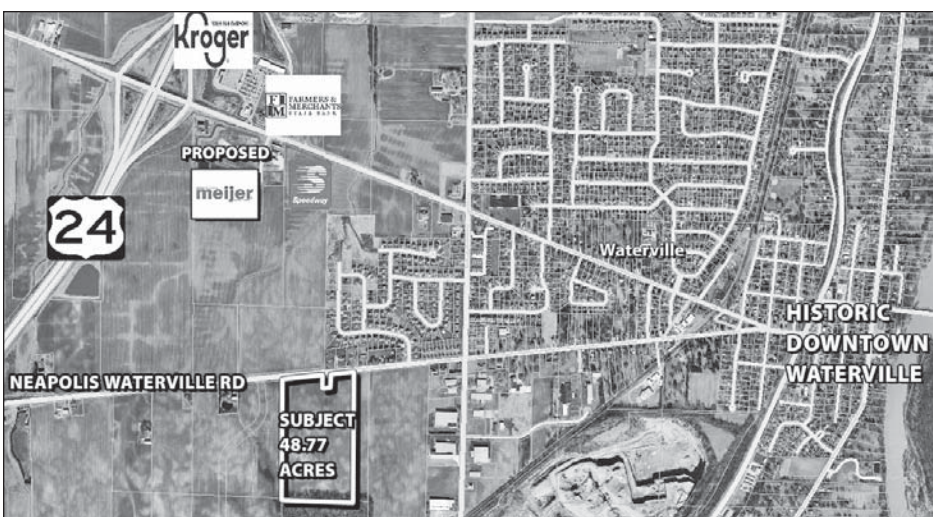 Kroger
FM FARMERS &
MERCHANTS
STATE BANK
PROPOSED
meijer
Speedway
24
Waterville
HISTORIC
DOWNTOWN
WATERVILLE
NEAPOLIS WATERVILLE RD
SUBJECT
48.77
ACRES